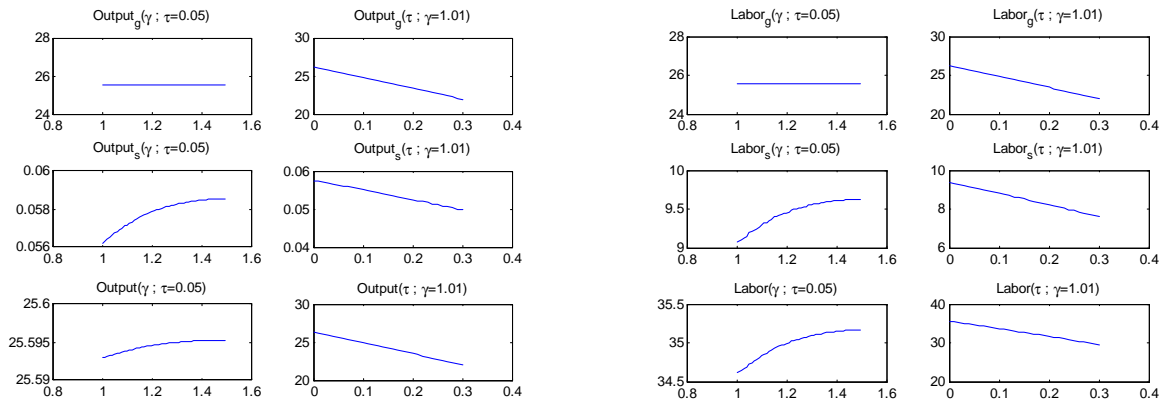 Output_g(γ ; τ=0.05)
28
26
24
0.8 1 1.2 1.4 1.6
Output_g(τ ; γ=1.01)
30
25
20
0 0.1 0.2 0.3 0.4
Output_s(γ ; τ=0.05)
0.06
0.058
0.056
0.8 1 1.2 1.4 1.6
Output_s(τ ; γ=1.01)
0.06
0.05
0.04
0 0.1 0.2 0.3 0.4
Output(γ ; τ=0.05)
25.6
25.595
25.59
0.8 1 1.2 1.4 1.6
Output(τ ; γ=1.01)
30
25
20
0 0.1 0.2 0.3 0.4
Labor_g(γ ; τ=0.05)
28
26
24
0.8 1 1.2 1.4 1.6
Labor_g(τ ; γ=1.01)
30
25
20
0 0.1 0.2 0.3 0.4
Labor_s(γ ; τ=0.05)
10
9.5
9
0.8 1 1.2 1.4 1.6
Labor_s(τ ; γ=1.01)
10
8
6
0 0.1 0.2 0.3 0.4
Labor(γ ; τ=0.05)
35.5
35
34.5
0.8 1 1.2 1.4 1.6
Labor(τ ; γ=1.01)
40
30
20
0 0.1 0.2 0.3 0.4